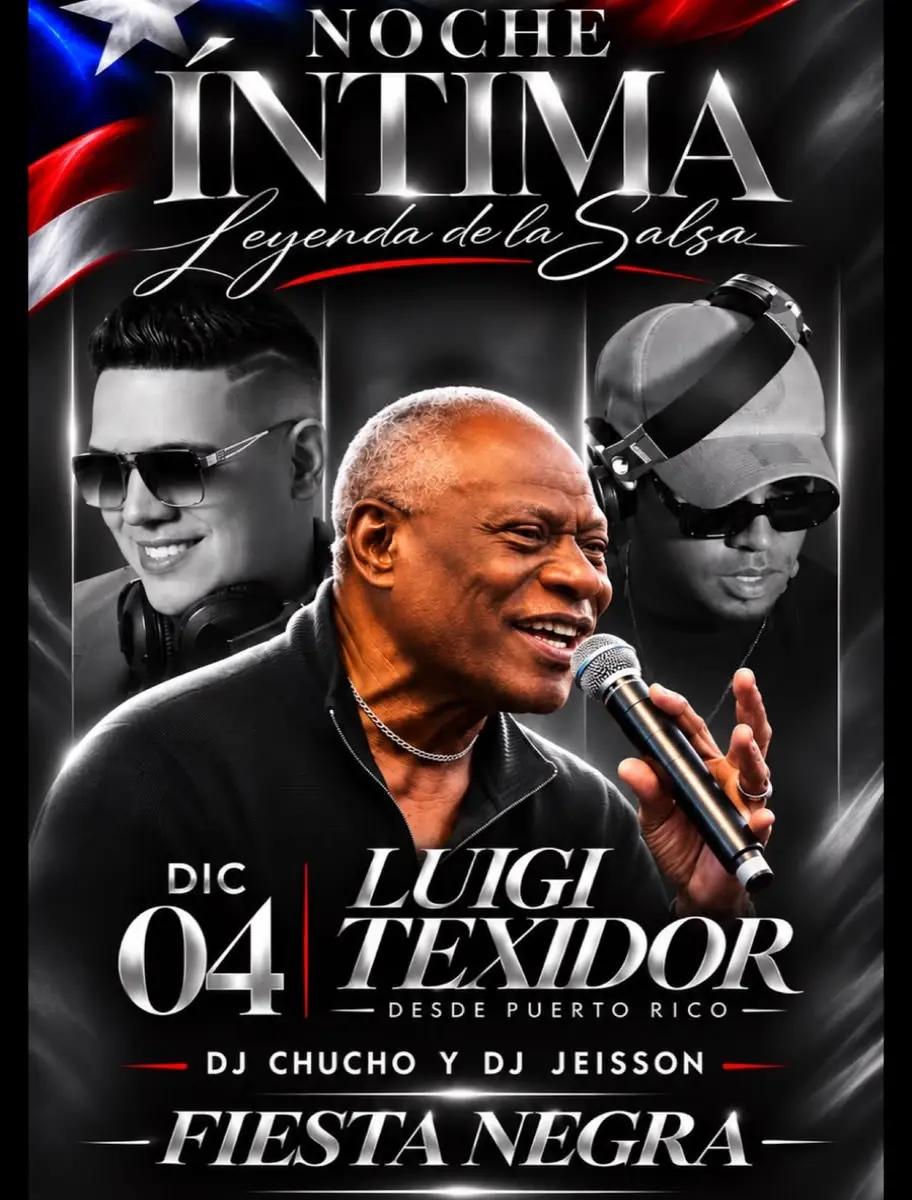 NOCHE
ÍNTIMA
Leyenda de la Salsa
DIC
04
LUIGI
TEXIDOR
DESDE PUERTO RICO
DJ CHUCHO Y DJ JEISSON
FIESTA NEGRA